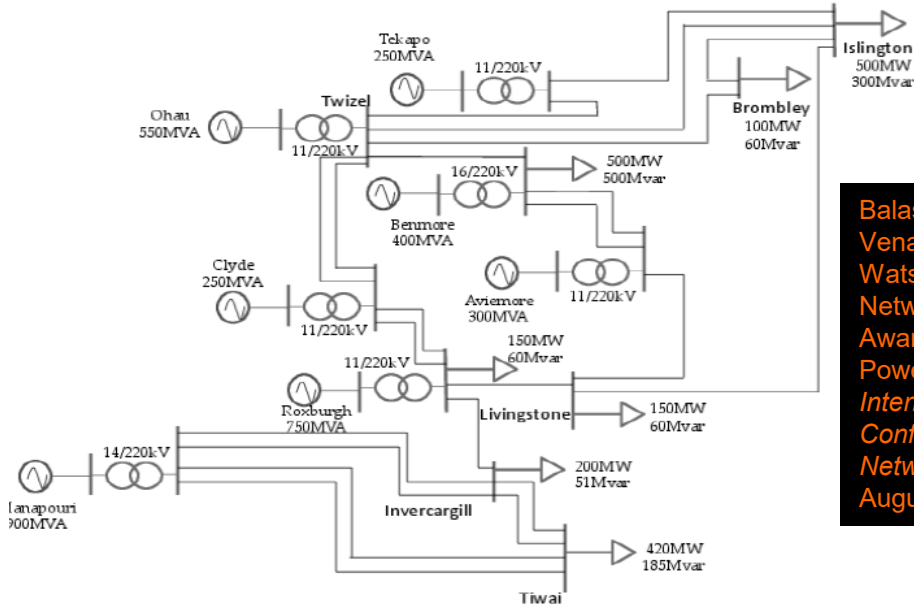 Tekapo
250MVA
11/220kV
Islington
500MW
300Mvar
Twizel
Ohau
550MVA
11/220kV
Brombley
100MW
60Mvar
16/220kV
500MW
500Mvar
Benmore
400MVA
Clyde
250MVA
11/220kV
Aviemore
300MVA
11/220kV
11/220kV
150MW
60Mvar
Roxburgh
750MVA
Livingstone
150MW
60Mvar
14/220kV
200MW
51Mvar
Invercargill
Ianapouri
900MVA
420MW
185Mvar
Tiwai
Balas
Vena
Wats
Netw
Awar
Powe
Inter
Conf
Netw
Augu